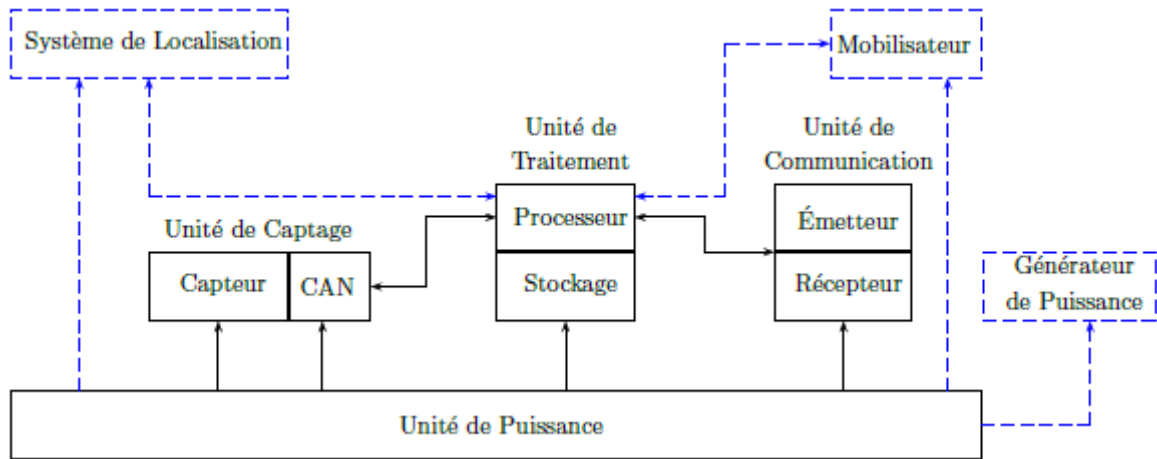 Système de Localisation
Mobilisateur
Unité de
Traitement
Unité de
Communication
Processeur
Émetteur
Unité de Captage
Capteur
CAN
Stockage
Récepteur
Générateur
de Puissance
Unité de Puissance